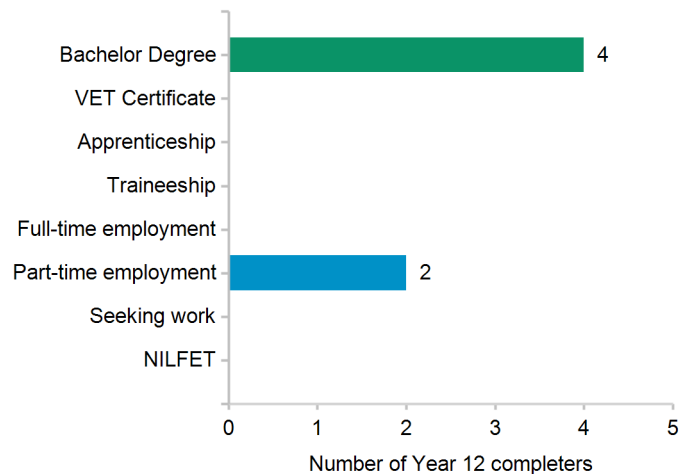 Bachelor Degree 4
VET Certificate
Apprenticeship
Traineeship
Full-time employment
Part-time employment 2
Seeking work
NILFET
0 1 2 3 4 5
Number of Year 12 completers